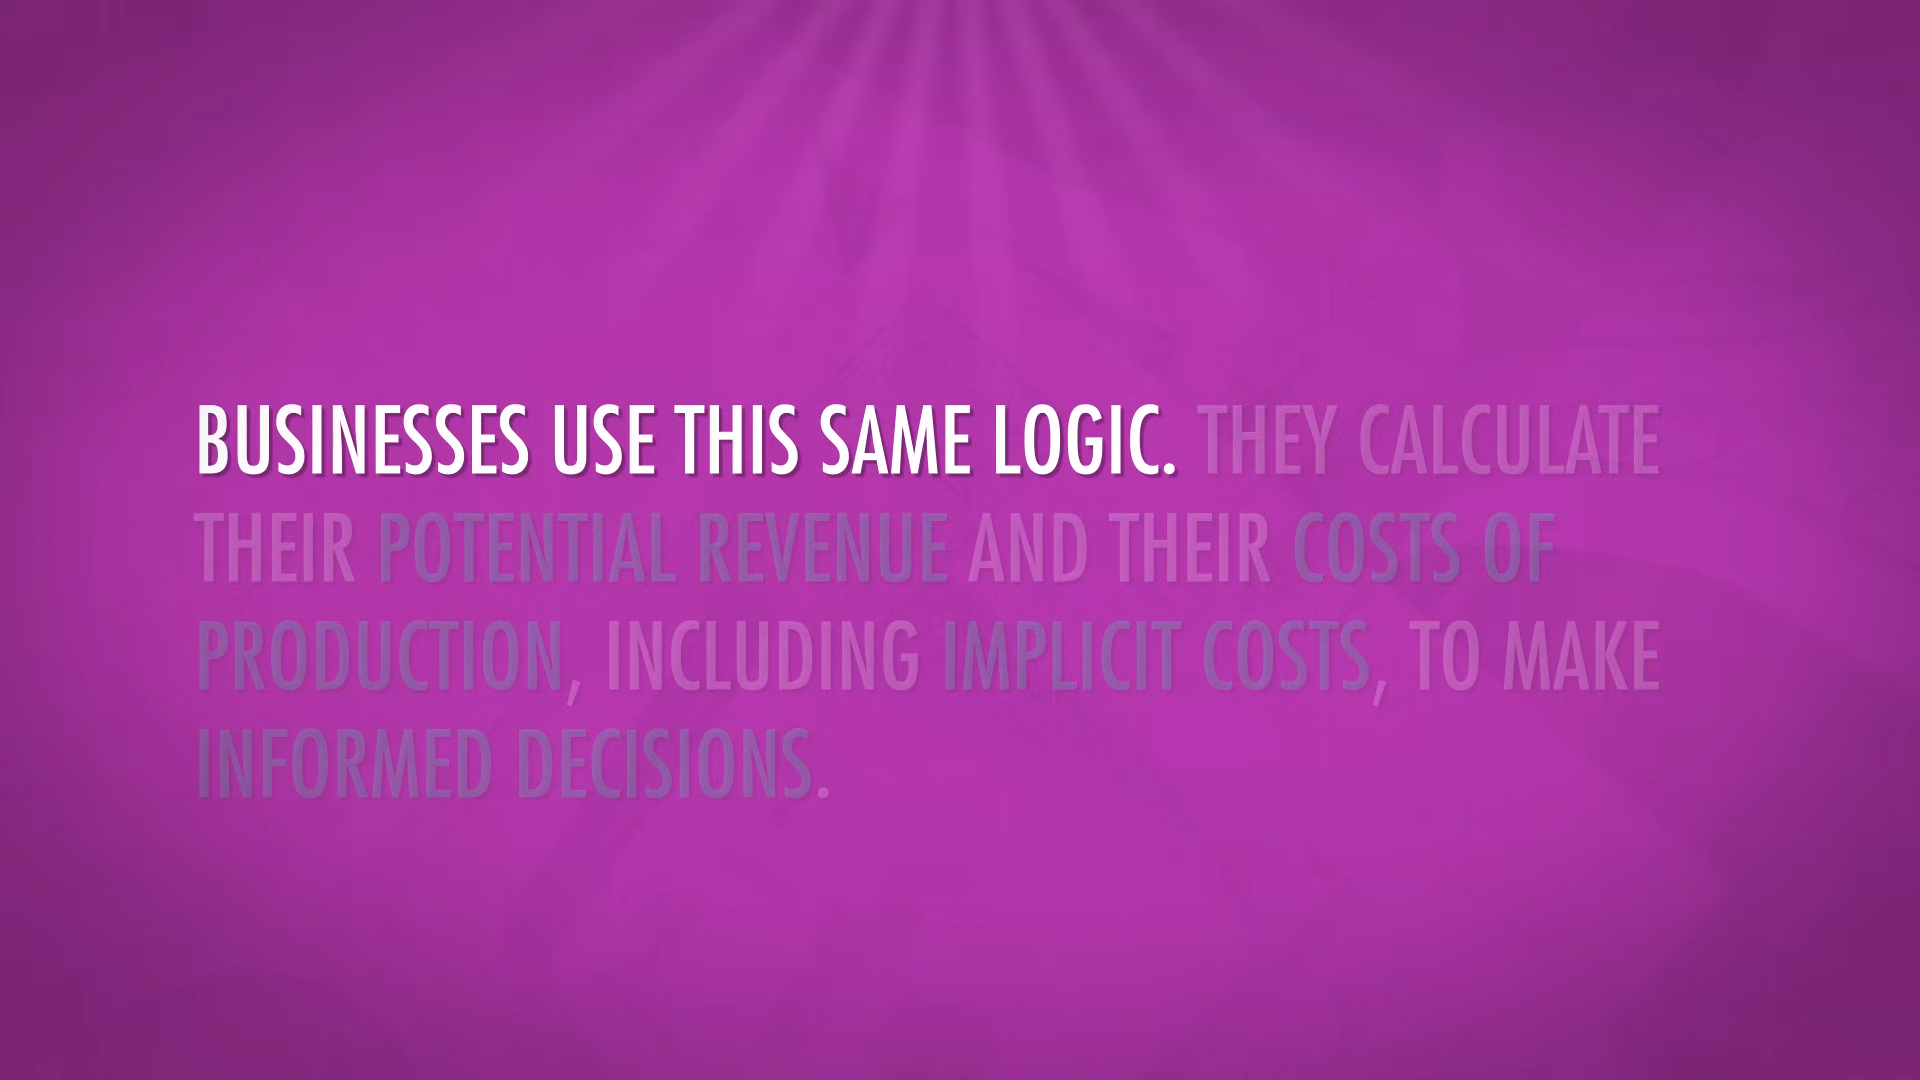 BUSINESSES USE THIS SAME LOGIC. THEY CALCULATE
THEIR POTENTIAL REVENUE AND THEIR COSTS OF
PRODUCTION, INCLUDING IMPLICIT COSTS, TO MAKE
INFORMED DECISIONS.